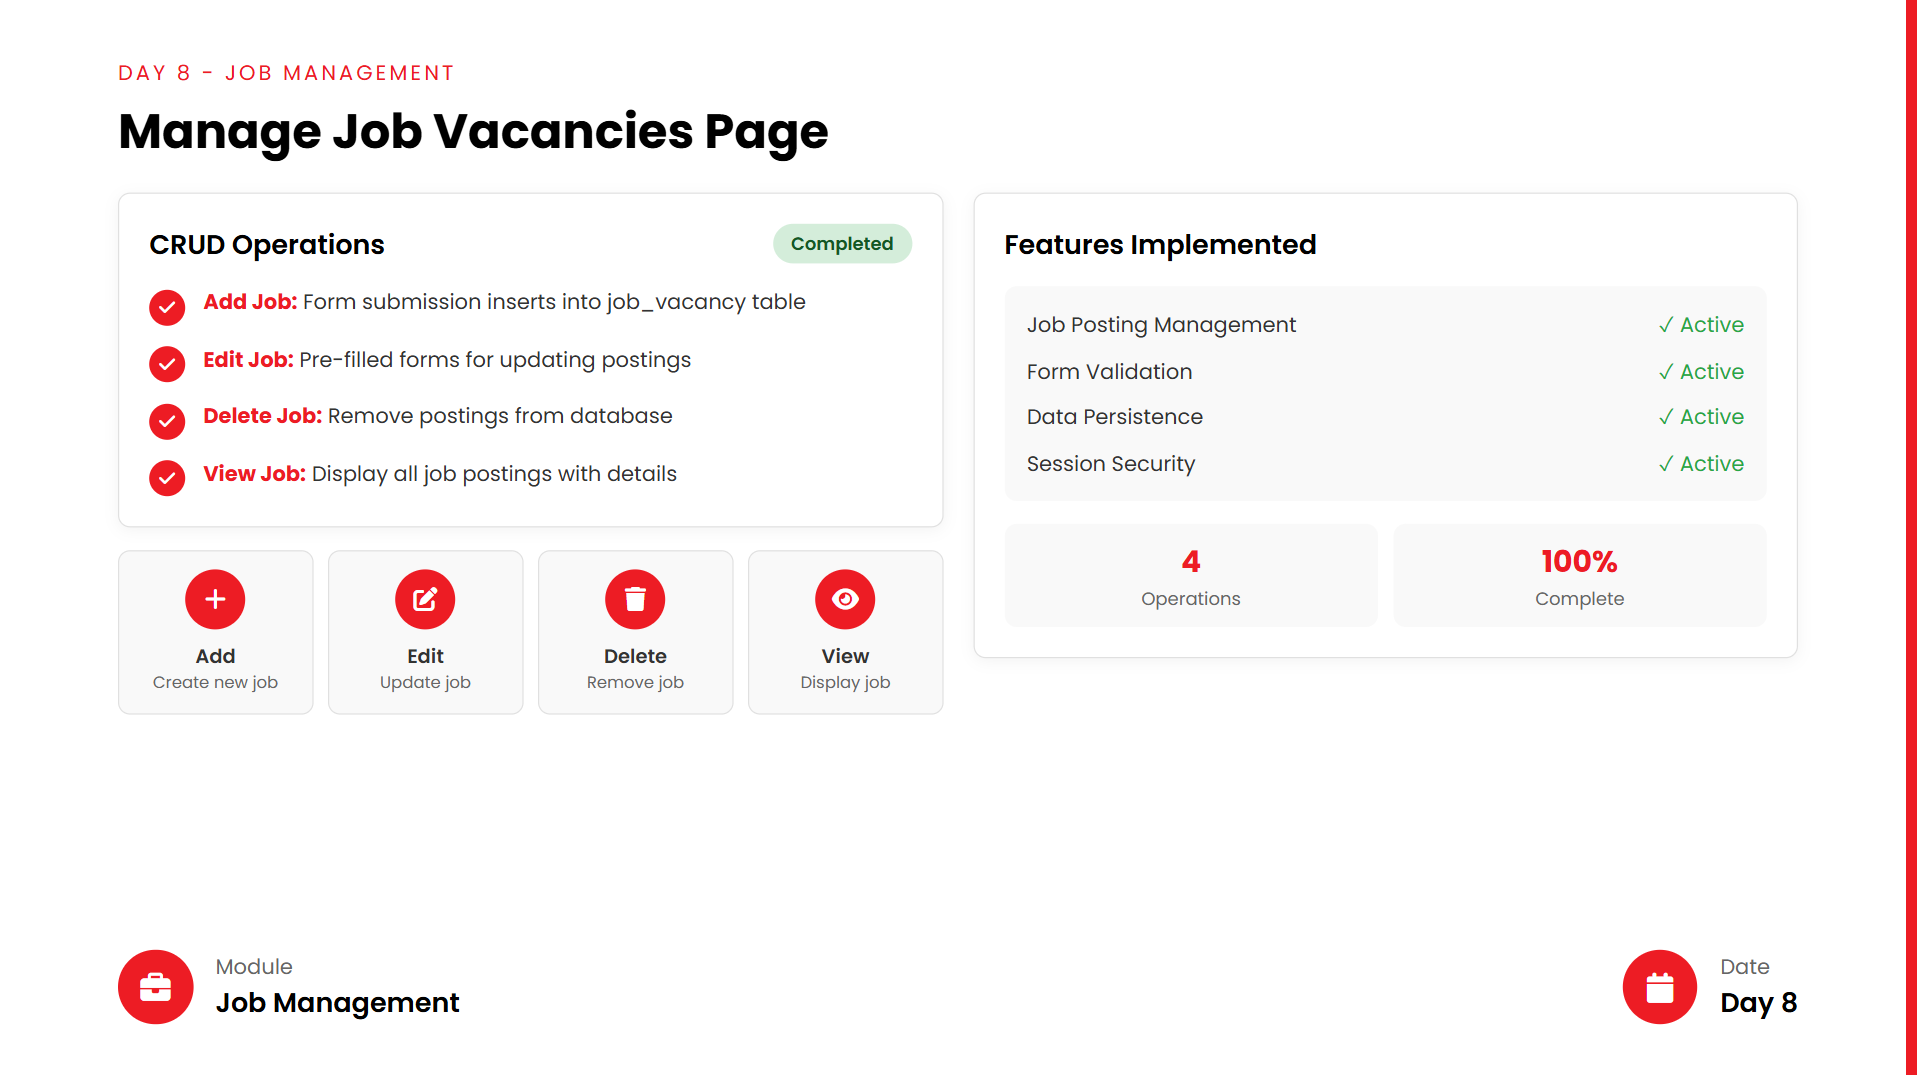 DAY 8 - JOB MANAGEMENT
Manage Job Vacancies Page
CRUD Operations
Completed
Add Job: Form submission inserts into job_vacancy table
Edit Job: Pre-filled forms for updating postings
Delete Job: Remove postings from database
View Job: Display all job postings with details
Add
Create new job
Edit
Update job
Delete
Remove job
View
Display job
Features Implemented
Job Posting Management ✓ Active
Form Validation ✓ Active
Data Persistence ✓ Active
Session Security ✓ Active
4
Operations
100%
Complete
Module
Job Management
Date
Day 8